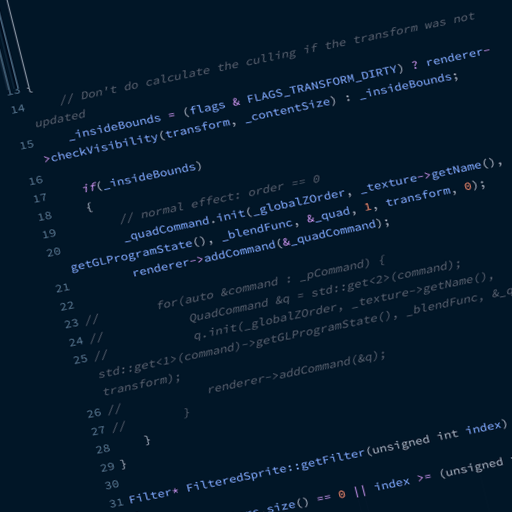 13 {
14 // Don't do calculate the culling if the transform was not
updated
15 _insideBounds = (flags & FLAGS_TRANSFORM_DIRTY) ? renderer-
>checkVisibility(transform, _contentSize) : _insideBounds;
16
17 if(_insideBounds)
18 {
19 // normal effect: order == 0
20 _quadCommand.init(_globalZOrder, _texture->getName(),
getGLProgramState(), _blendFunc, &_quad, 1, transform, 0);
21 renderer->addCommand(&_quadCommand);
22
23 // for(auto &command : _pCommand) {
24 // QuadCommand &q = std::get<2>(command);
25 // q.init(_globalZOrder, _texture->getName(),
std::get<1>(command)->getGLProgramState(), _blendFunc, &_q
transform);
26 // renderer->addCommand(&q);
27 // }
28 }
29 }
30
31 Filter* FilteredSprite::getFilter(unsigned int index)
size() == 0 || index >= (unsigned